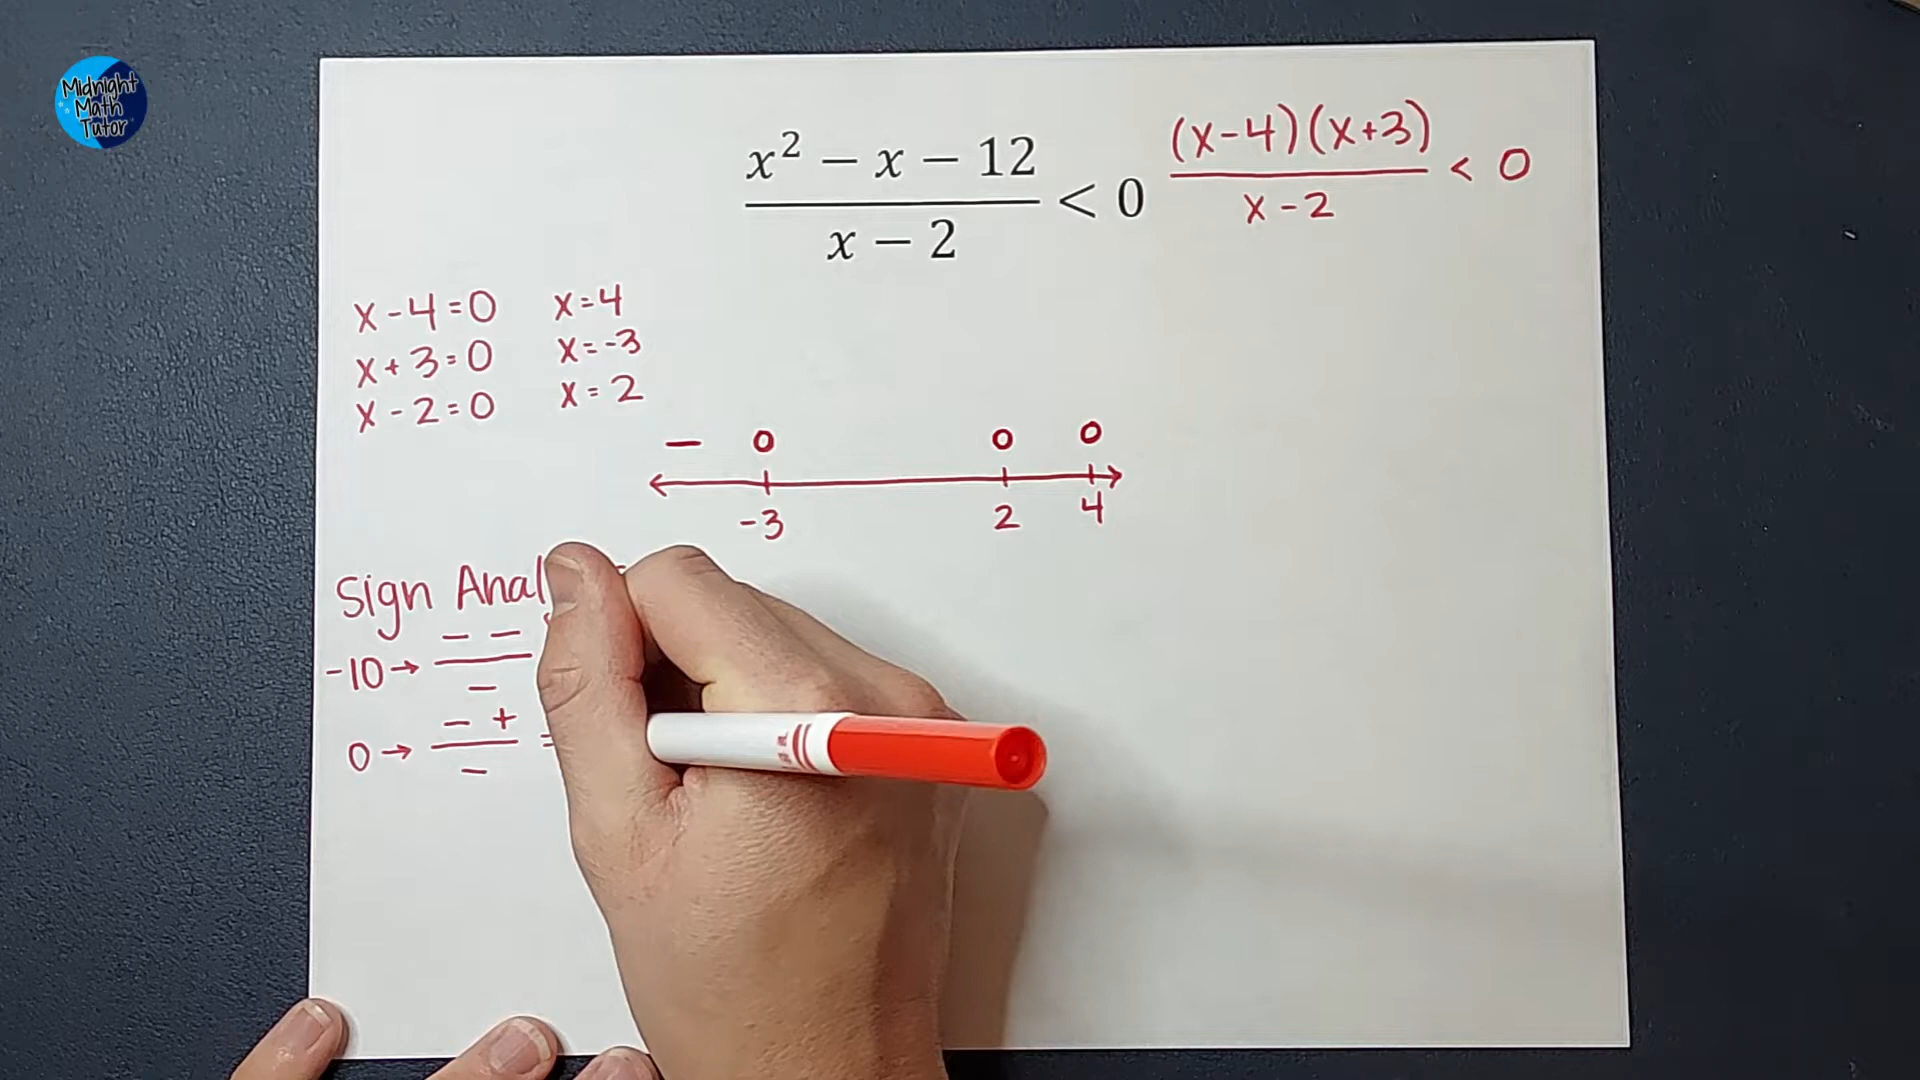 Midnight
Math
Tutor
x² − x − 12
x − 2
< 0
(x-4)(x+3)
x-2
< 0
x-4=0 x=4
x+3=0 x=-3
x-2=0 x=2
— 0 0 0
-3 2 4
Sign
— —
-10→
—
— +
0→
—